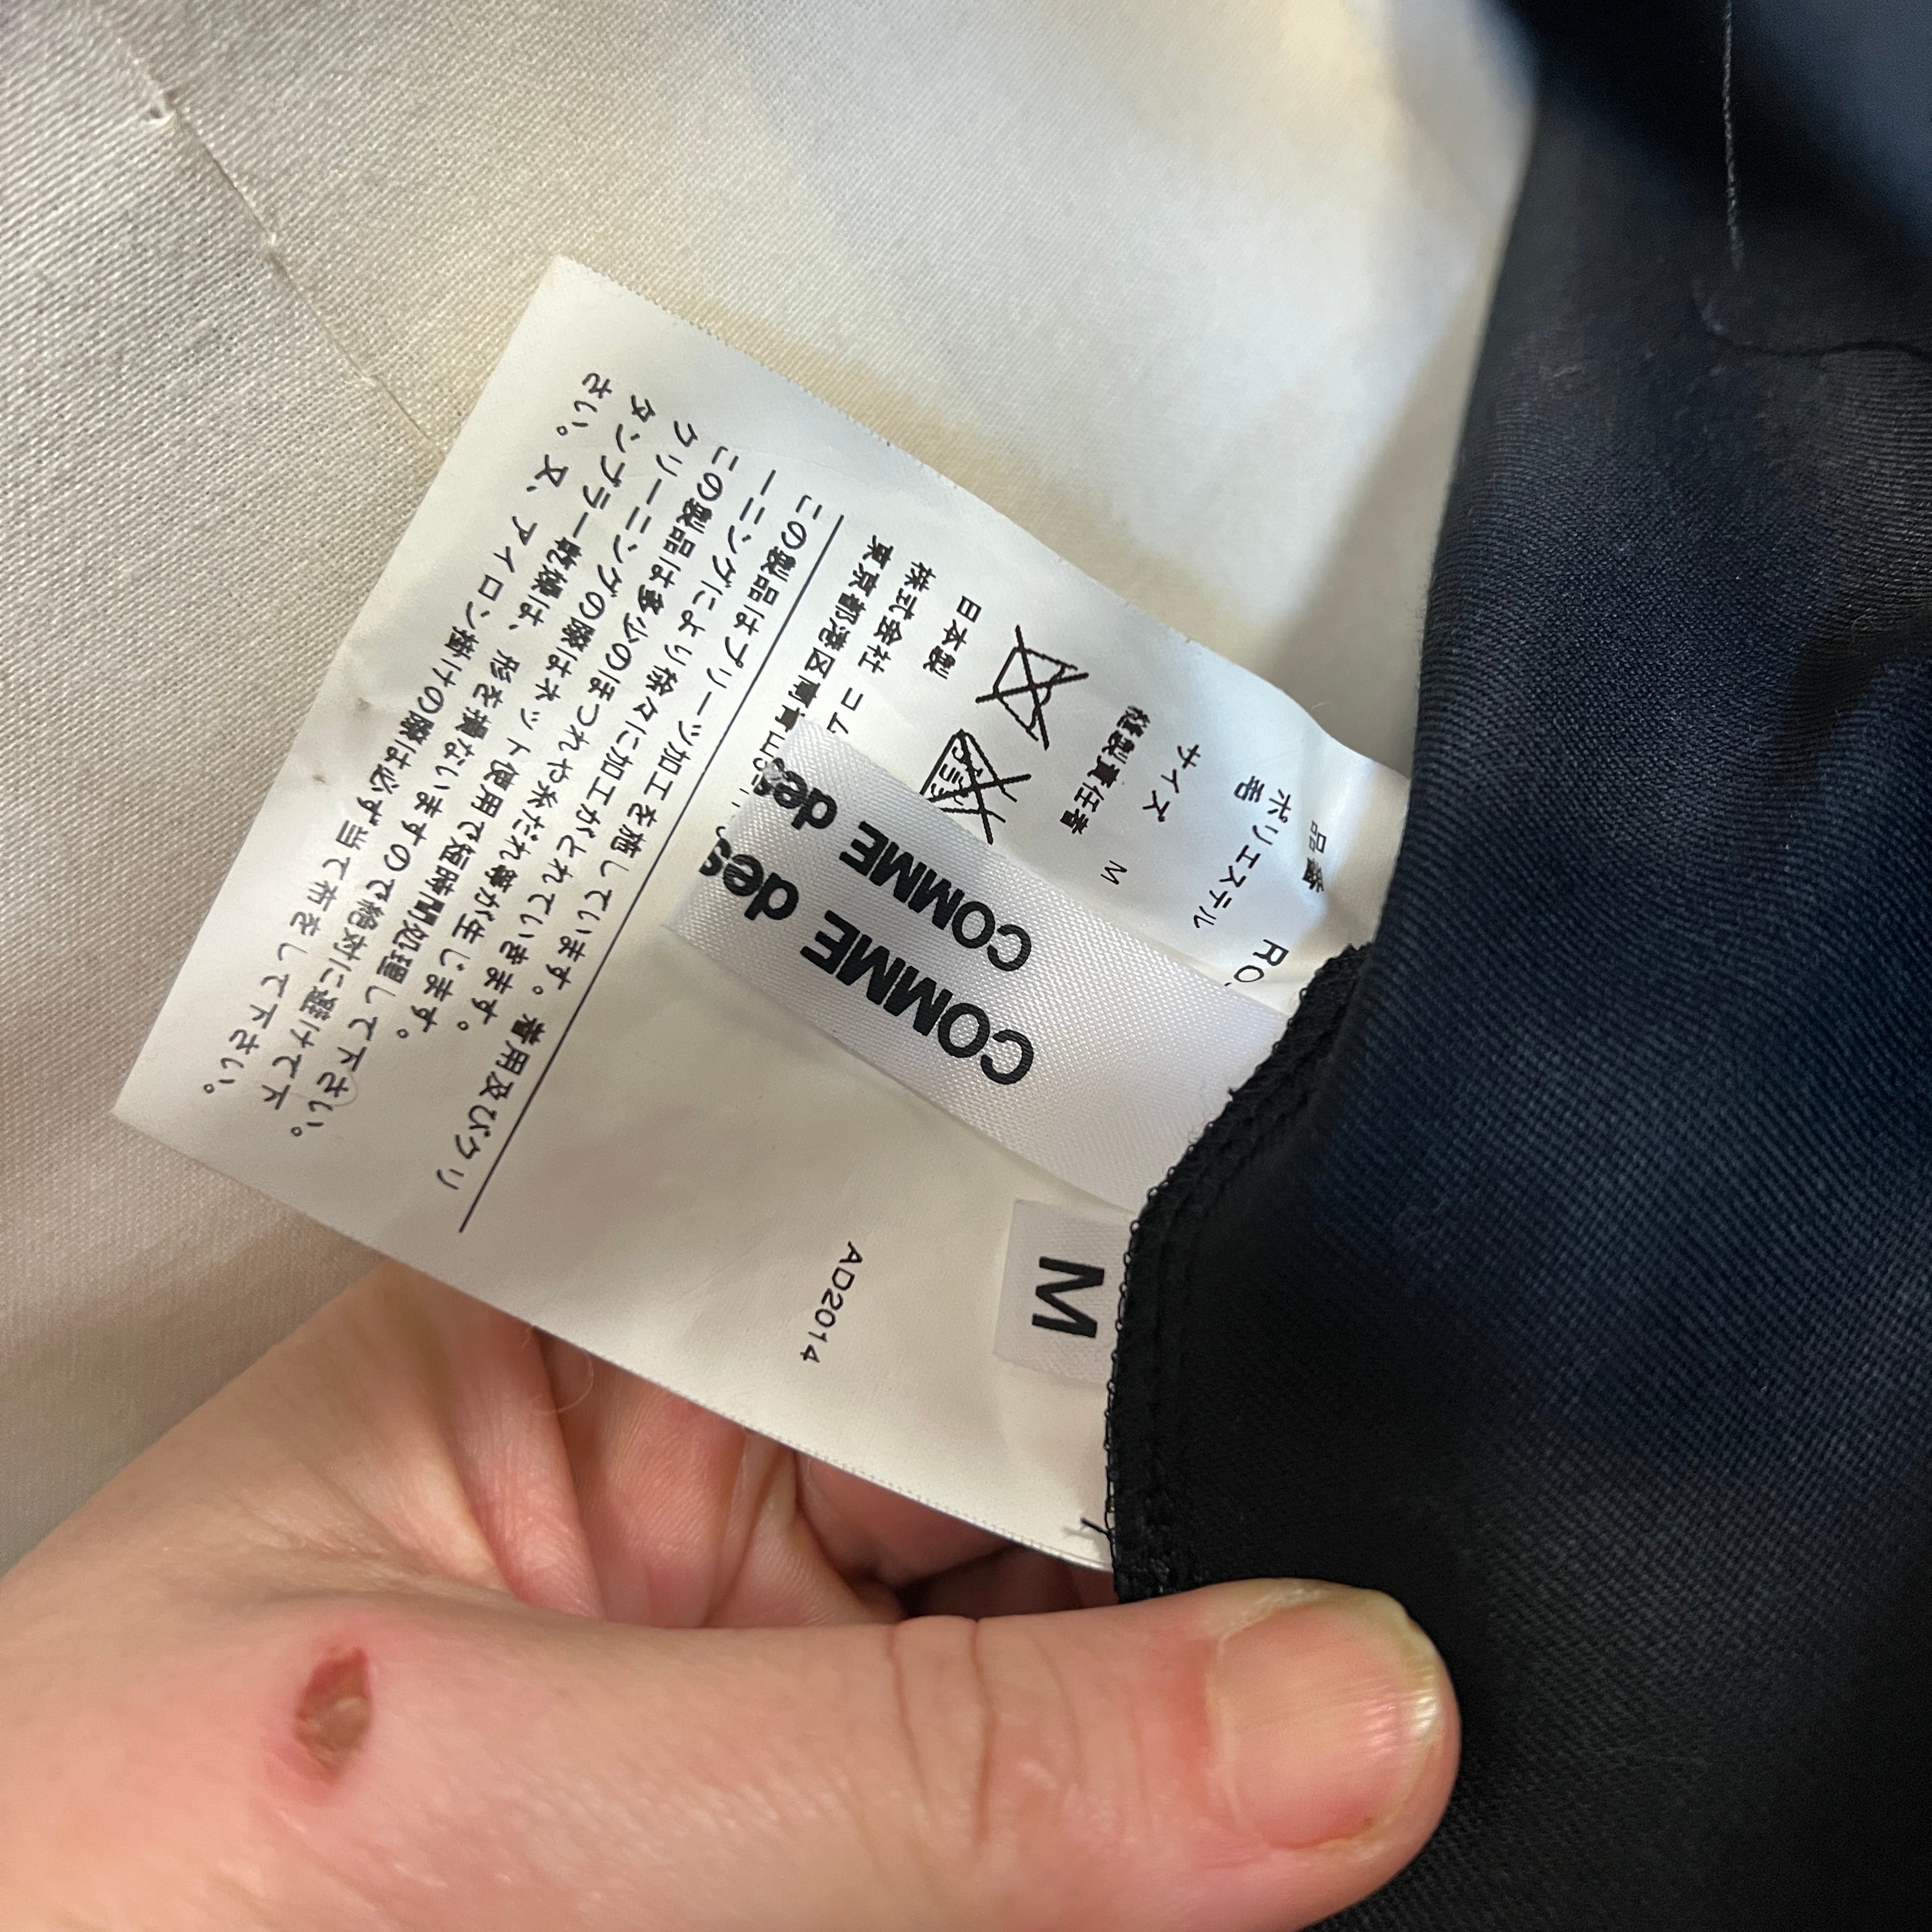 品番
RO
ポリエステル
毛
サイズ
M
縫製責任者
日本製
株式会社 コム
東京都港区南青山5
AD2014
この製品はプリーツ加工を施しています。着用及びクリ
ーニングにより徐々に加工がとれていきます。
この製品は多少のほつれや糸だれ等が生じます。
クリーニングの際はネット使用で短時間処理して下さい。
タンブラー乾燥は、形を損ないますので絶対に避けて下
さい。又、アイロン掛けの際は必ず当て布をして下さい。
COMME des
COMME des
M